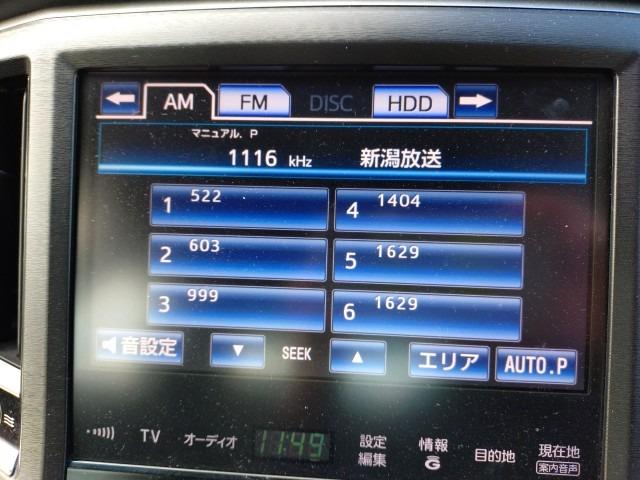 AM FM DISC HDD
マニュアル. P
1116 kHz 新潟放送
1 522
4 1404
2 603
5 1629
3 999
6 1629
音設定 SEEK エリア AUTO.P
TV オーディオ 11:49 設定 編集 情報 G 目的地 現在地 案内音声